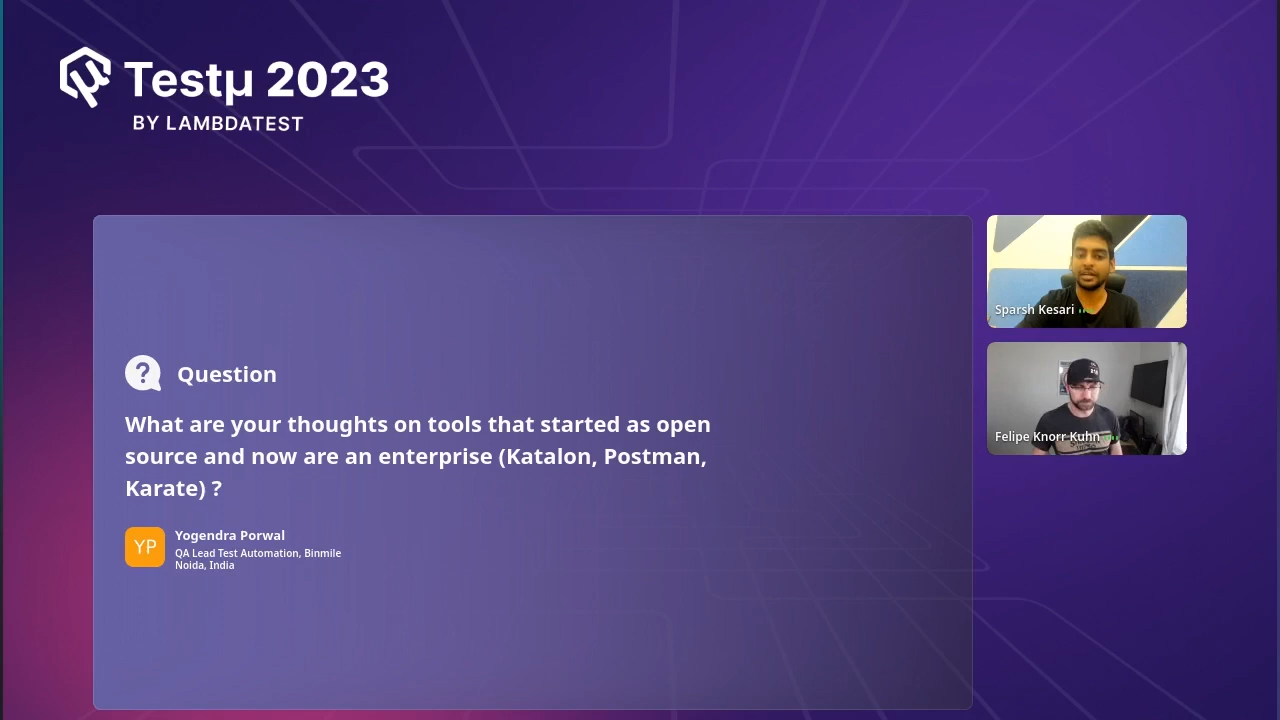 Testμ 2023
BY LAMBDATEST
Question
What are your thoughts on tools that started as open
source and now are an enterprise (Katalon, Postman,
Karate) ?
YP
Yogendra Porwal
QA Lead Test Automation, Binmile
Noida, India
Sparsh Kesari
Felipe Knorr Kuhn